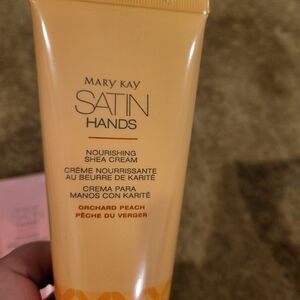 MARY KAY
SATIN
HANDS
NOURISHING
SHEA CREAM
CRÈME NOURRISSANTE
AU BEURRE DE KARITÉ
CREMA PARA
MANOS CON KARITÉ
ORCHARD PEACH
PÊCHE DU VERGER